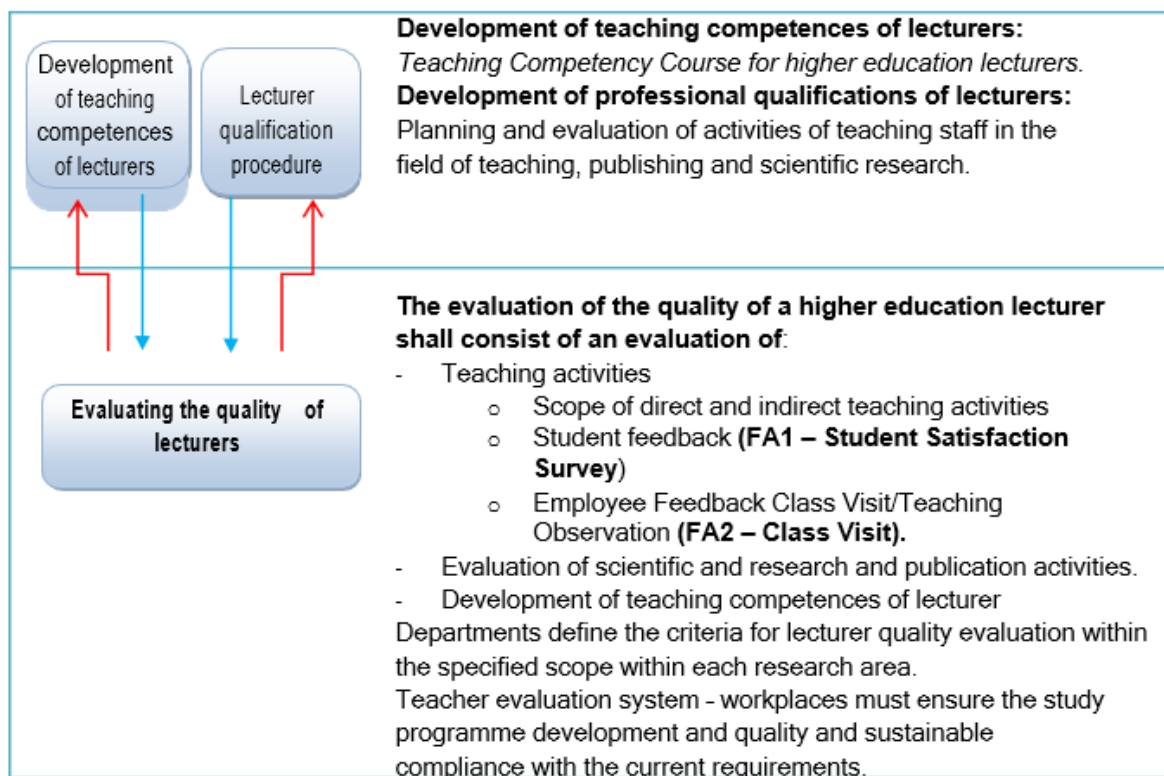 Development
of teaching
competences
of lecturers
Lecturer
qualification
procedure
Development of teaching competences of lecturers:
Teaching Competency Course for higher education lecturers.
Development of professional qualifications of lecturers:
Planning and evaluation of activities of teaching staff in the
field of teaching, publishing and scientific research.
Evaluating the quality of
lecturers
The evaluation of the quality of a higher education lecturer
shall consist of an evaluation of:
- Teaching activities
o Scope of direct and indirect teaching activities
o Student feedback (FA1 – Student Satisfaction
Survey)
o Employee Feedback Class Visit/Teaching
Observation (FA2 – Class Visit).
- Evaluation of scientific and research and publication activities.
- Development of teaching competences of lecturer
Departments define the criteria for lecturer quality evaluation within
the specified scope within each research area.
Teacher evaluation system - workplaces must ensure the study
programme development and quality and sustainable
compliance with the current requirements.